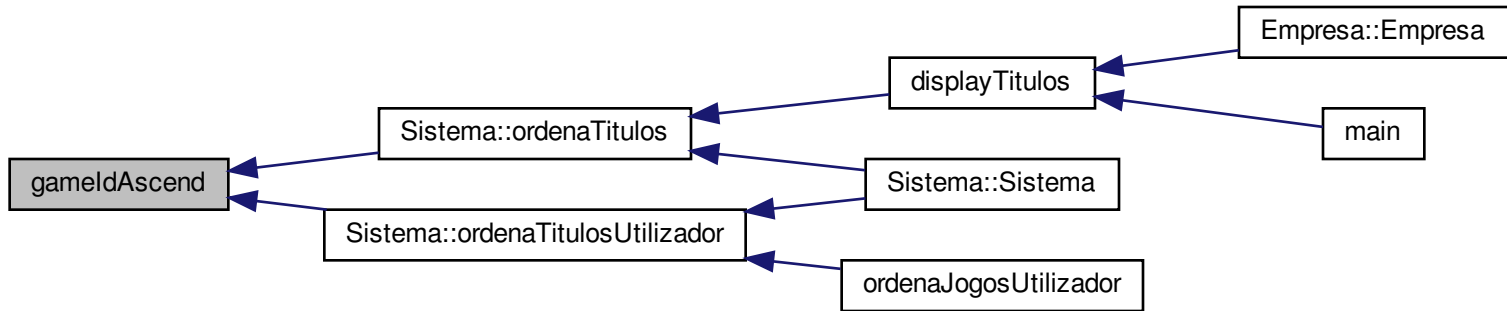 gameIdAscend
Sistema::ordenaTitulos
Sistema::ordenaTitulosUtilizador
displayTitulos
Sistema::Sistema
ordenaJogosUtilizador
Empresa::Empresa
main